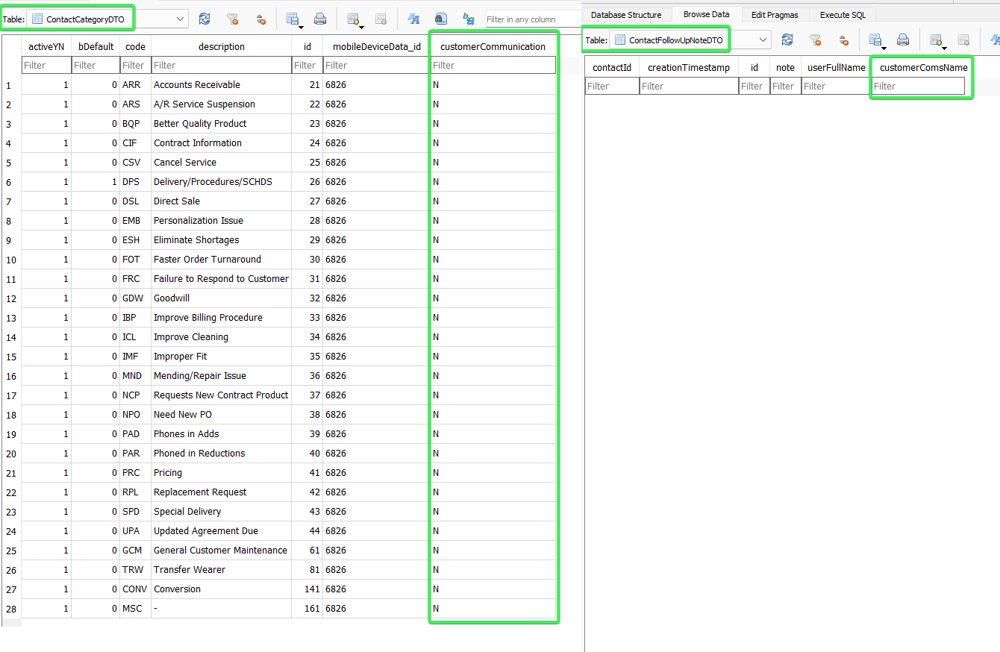 Table: ContactCategoryDTO
Filter in any column
activeYN bDefault code description id mobileDeviceData_id customerCommunication
Filter Filter Filter Filter Filter Filter Filter
1 1 0 ARR Accounts Receivable 21 6826 N
2 1 0 ARS A/R Service Suspension 22 6826 N
3 1 0 BQP Better Quality Product 23 6826 N
4 1 0 CIF Contract Information 24 6826 N
5 1 0 CSV Cancel Service 25 6826 N
6 1 1 DPS Delivery/Procedures/SCHDS 26 6826 N
7 1 0 DSL Direct Sale 27 6826 N
8 1 0 EMB Personalization Issue 28 6826 N
9 1 0 ESH Eliminate Shortages 29 6826 N
10 1 0 FOT Faster Order Turnaround 30 6826 N
11 1 0 FRC Failure to Respond to Customer 31 6826 N
12 1 0 GDW Goodwill 32 6826 N
13 1 0 IBP Improve Billing Procedure 33 6826 N
14 1 0 ICL Improve Cleaning 34 6826 N
15 1 0 IMF Improper Fit 35 6826 N
16 1 0 MND Mending/Repair Issue 36 6826 N
17 1 0 NCP Requests New Contract Product 37 6826 N
18 1 0 NPO Need New PO 38 6826 N
19 1 0 PAD Phones in Adds 39 6826 N
20 1 0 PAR Phoned in Reductions 40 6826 N
21 1 0 PRC Pricing 41 6826 N
22 1 0 RPL Replacement Request 42 6826 N
23 1 0 SPD Special Delivery 43 6826 N
24 1 0 UPA Updated Agreement Due 44 6826 N
25 1 0 GCM General Customer Maintenance 61 6826 N
26 1 0 TRW Transfer Wearer 81 6826 N
27 1 0 CONV Conversion 141 6826 N
28 1 0 MSC - 161 6826 N
Database Structure Browse Data Edit Pragmas Execute SQL
Table: ContactFollowUpNoteDTO
contactId creationTimestamp id note userFullName customerComsName
Filter Filter Filter Filter Filter Filter